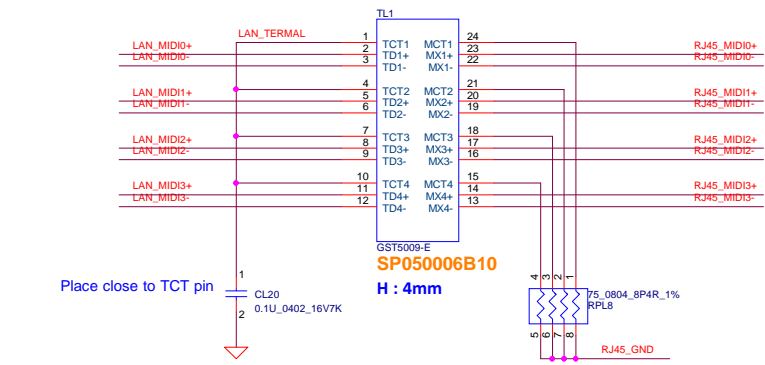 TL1
LAN_TERMAL
1 TCT1 MCT1 24
LAN_MIDI0+ 2 TD1+ MX1+ 23 RJ45_MIDI0+
LAN_MIDI0- 3 TD1- MX1- 22 RJ45_MIDI0-
4 TCT2 MCT2 21
LAN_MIDI1+ 5 TD2+ MX2+ 20 RJ45_MIDI1+
LAN_MIDI1- 6 TD2- MX2- 19 RJ45_MIDI1-
7 TCT3 MCT3 18
LAN_MIDI2+ 8 TD3+ MX3+ 17 RJ45_MIDI2+
LAN_MIDI2- 9 TD3- MX3- 16 RJ45_MIDI2-
10 TCT4 MCT4 15
LAN_MIDI3+ 11 TD4+ MX4+ 14 RJ45_MIDI3+
LAN_MIDI3- 12 TD4- MX4- 13 RJ45_MIDI3-
GST5009-E
SP050006B10
H : 4mm
Place close to TCT pin
1
CL20
0.1U_0402_16V7K
2
4 3 2 1
75_0804_8P4R_1%
RPL8
5 6 7 8
RJ45_GND